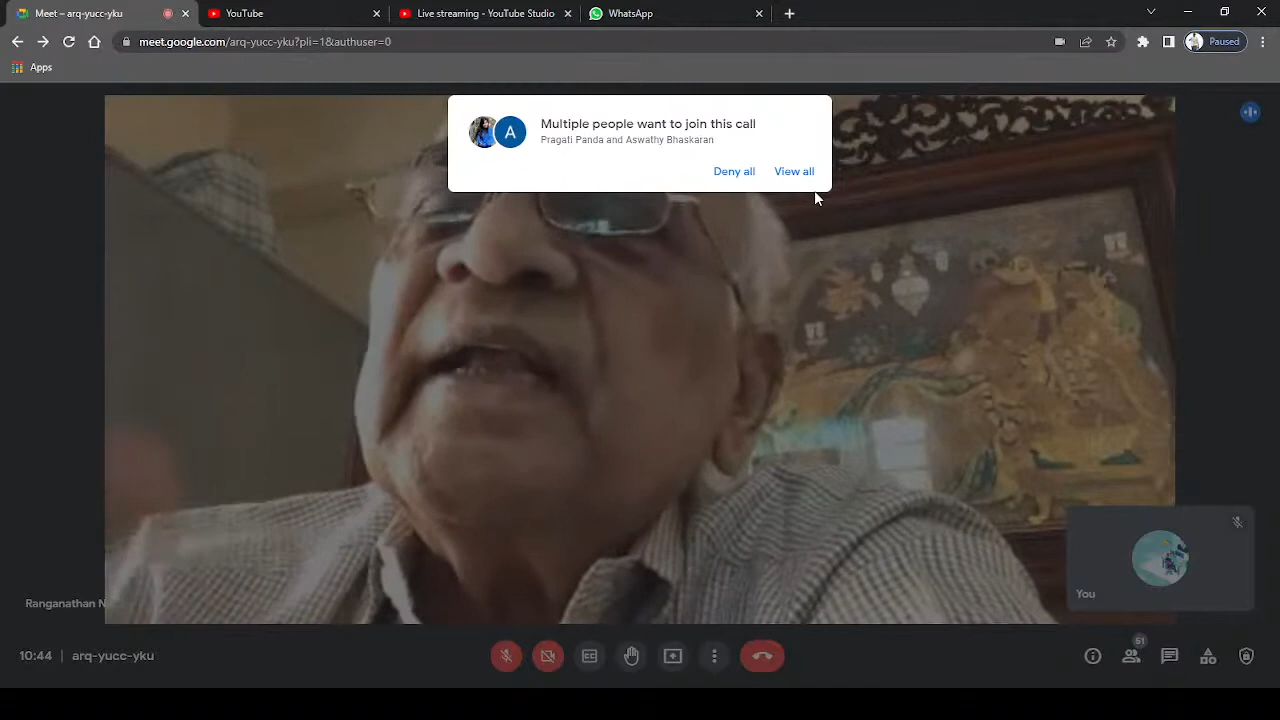 Meet – arq-yucc-yku
YouTube
Live streaming - YouTube Studio
WhatsApp
meet.google.com/arq-yucc-yku?pli=1&authuser=0
Paused
Apps
Multiple people want to join this call
A
Pragati Panda and Aswathy Bhaskaran
Deny all
View all
You
Ranganathan N
10:44 | arq-yucc-yku
CC
51